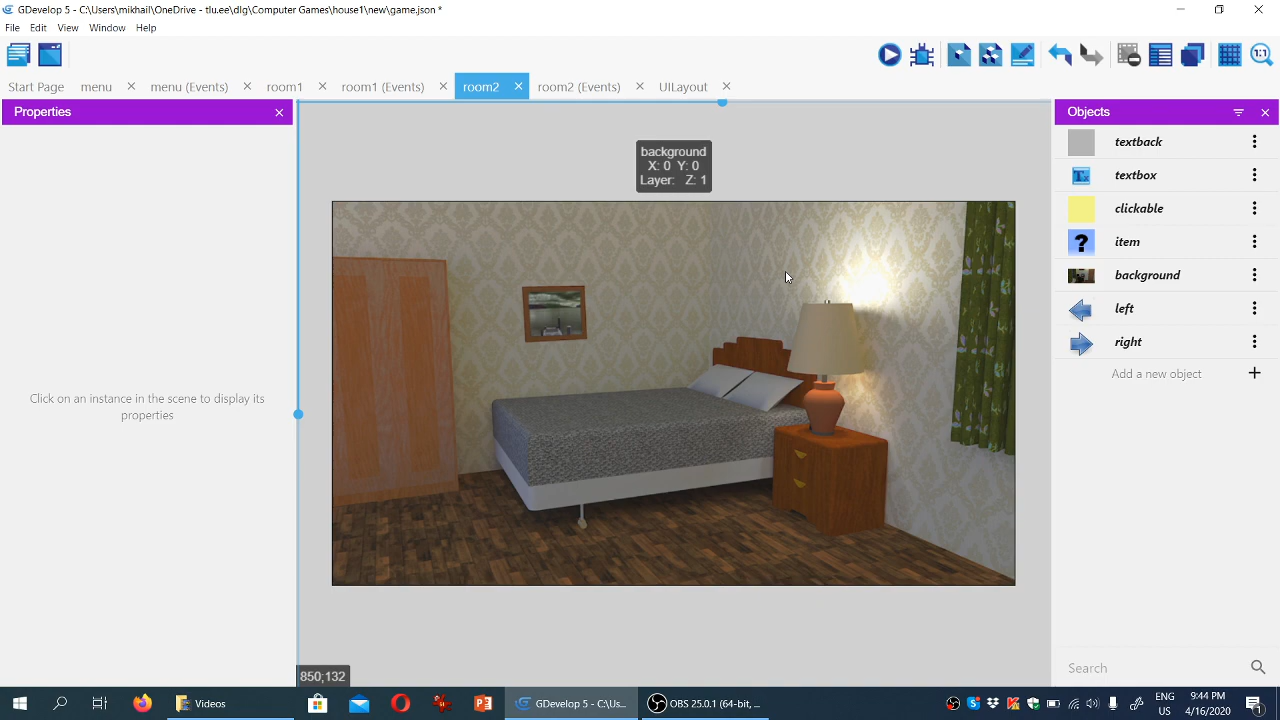 GDevelop 5 - C:\Users\mikhail\OneDrive - tlu.ee\dlg\Computer Games\house1\new\game.json *
File Edit View Window Help
Start Page menu menu (Events) room1 room1 (Events) room2 room2 (Events) UILayout
Properties
Objects
background
X: 0 Y: 0
Layer: Z: 1
textback
textbox
clickable
item
background
left
right
Add a new object
Click on an instance in the scene to display its
properties
850;132
Search
Videos
GDevelop 5 - C:\Us...
OBS 25.0.1 (64-bit, ...
ENG
US
9:44 PM
4/16/2020